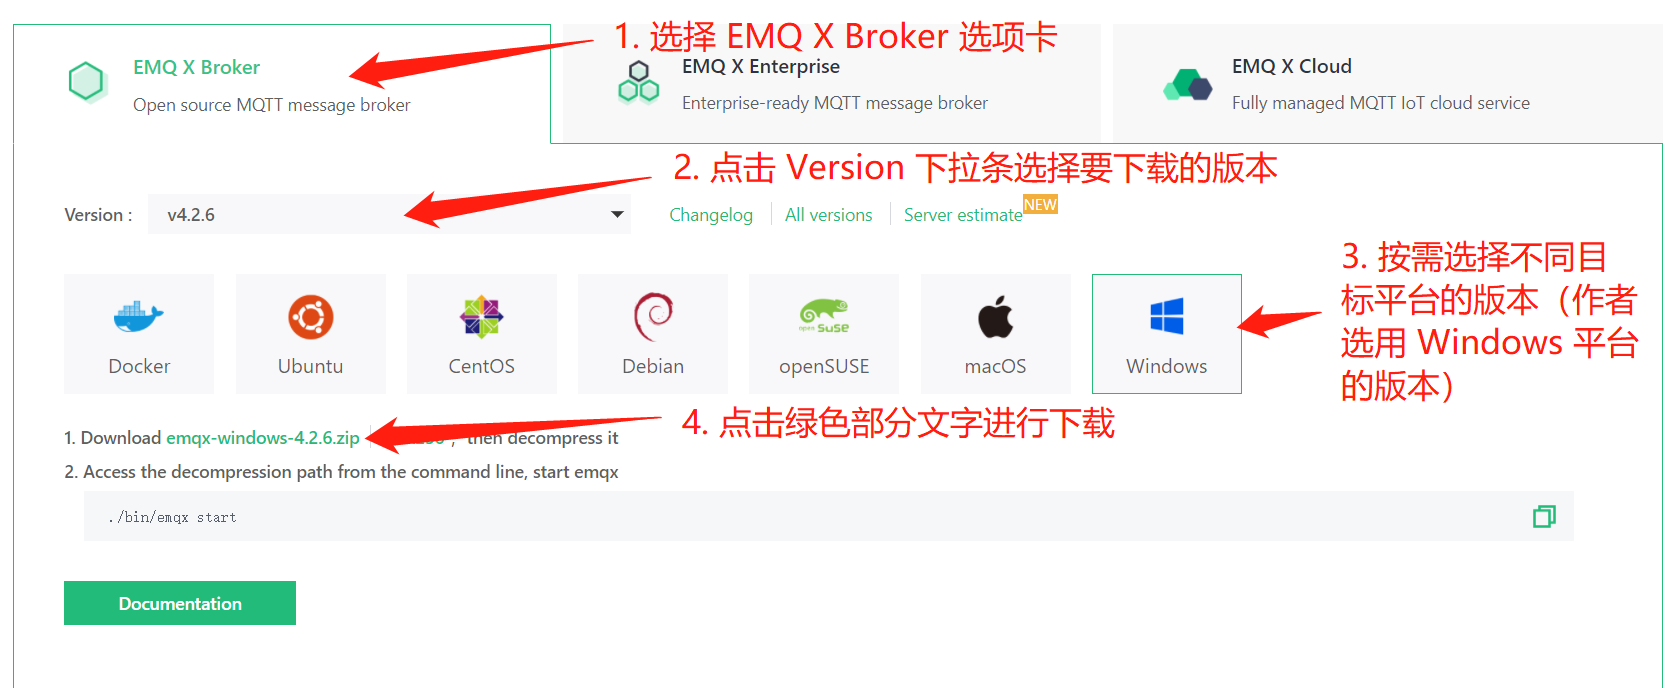 1. 选择 EMQ X Broker 选项卡
EMQ X Broker
Open source MQTT message broker
EMQ X Enterprise
Enterprise-ready MQTT message broker
EMQ X Cloud
Fully managed MQTT IoT cloud service
2. 点击 Version 下拉条选择要下载的版本
Version :
v4.2.6
Changelog
All versions
Server estimate
NEW
3. 按需选择不同目
标平台的版本（作者
选用 Windows 平台
的版本）
Docker
Ubuntu
CentOS
Debian
open SUSE
openSUSE
macOS
Windows
4. 点击绿色部分文字进行下载
1. Download emqx-windows-4.2.6.zip , then decompress it
2. Access the decompression path from the command line, start emqx
./bin/emqx start
Documentation